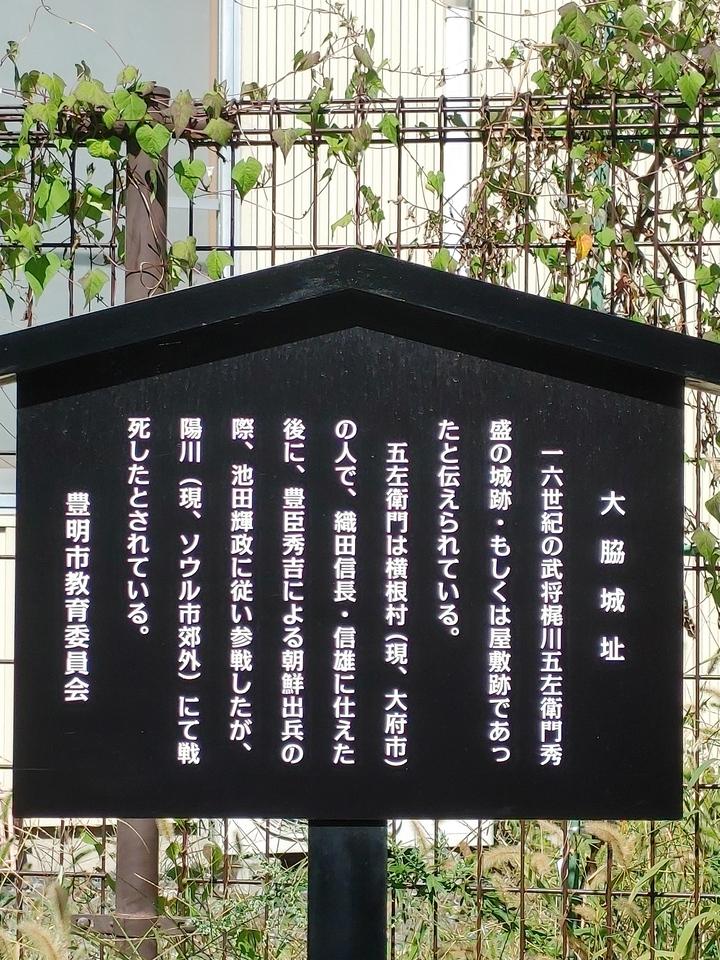 大脇城址
一六世紀の武将梶川五左衛門秀
盛の城跡・もしくは屋敷跡であっ
たと伝えられている。
五左衛門は横根村（現、大府市）
の人で、織田信長・信雄に仕えた
後に、豊臣秀吉による朝鮮出兵の
際、池田輝政に従い参戦したが、
陽川（現、ソウル市郊外）にて戦
死したとされている。
豊明市教育委員会